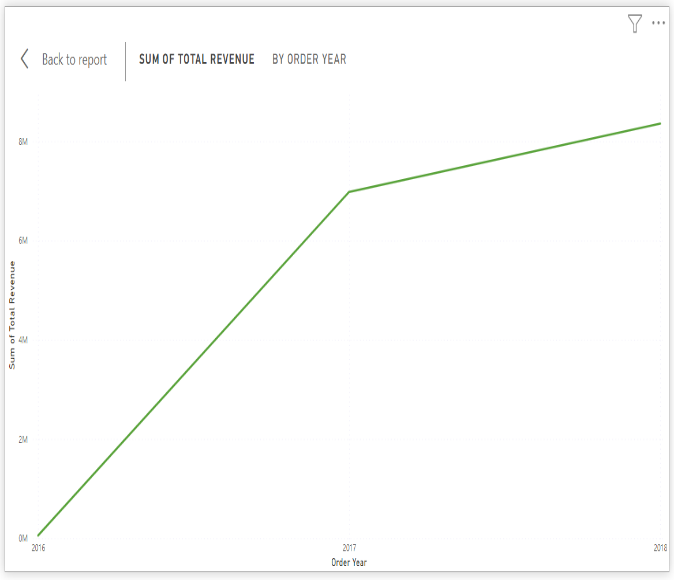 Back to report
SUM OF TOTAL REVENUE BY ORDER YEAR
8M
6M
4M
2M
0M
Sum of Total Revenue
2016 2017 2018
Order Year